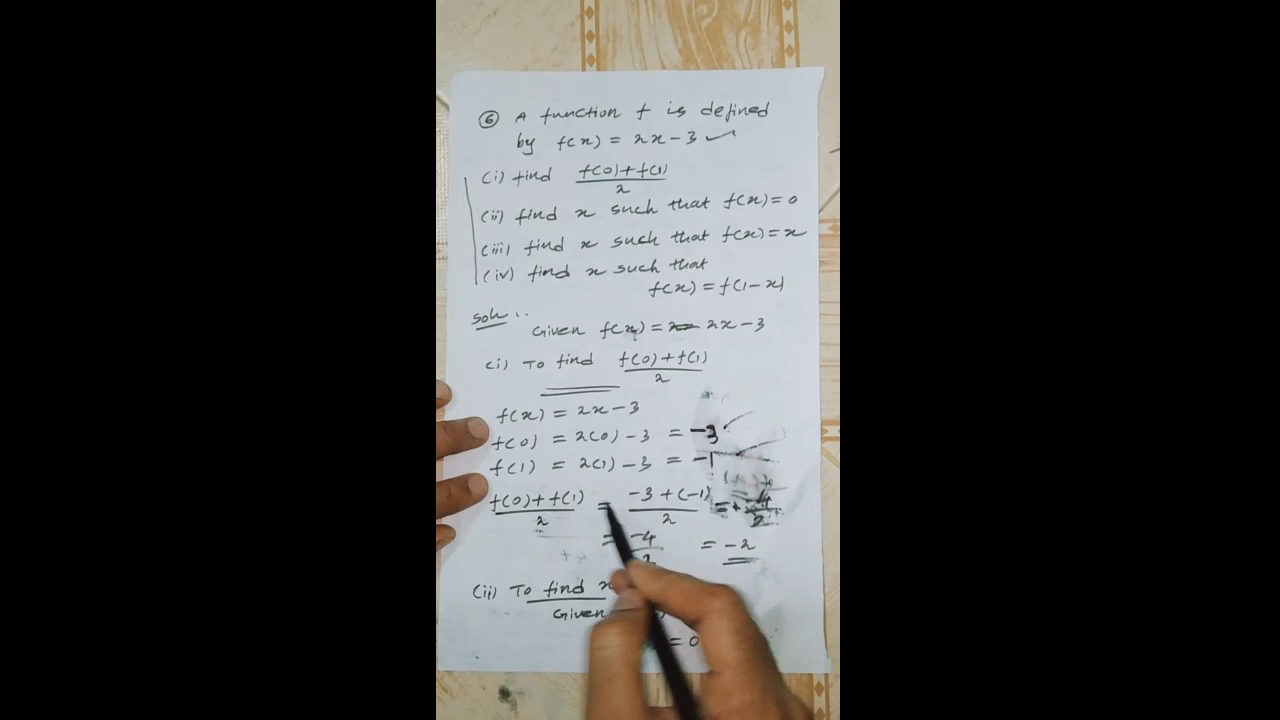 ⑥ A function f is defined
by f(x) = 2x-3 ✓
(i) find f(0)+f(1)/2
(ii) find x such that f(x)=0
(iii) find x such that f(x)=x
(iv) find x such that
f(x) = f(1-x)
Soln:.
Given f(x) = 2x-3
(i) To find f(0)+f(1)/2
f(x) = 2x-3
f(0) = 2(0)-3 = -3
f(1) = 2(1)-3 = -1
f(0)+f(1)/2 = -3+(-1)/2 =
= -4/2 = -2
(ii) To find x
Given
= 0